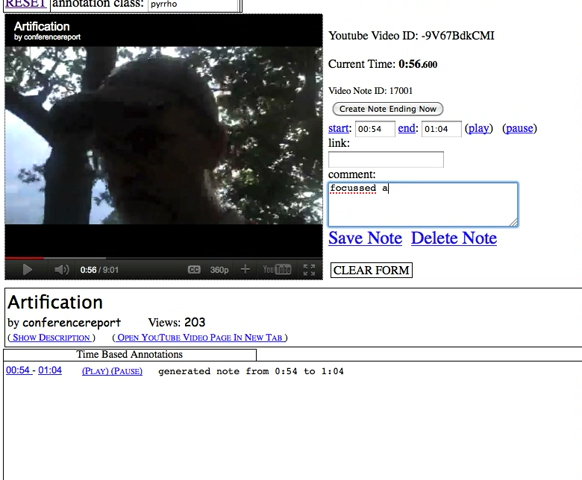 RESET annotation class: pyrrho
Artification
by conferencereport
0:56 / 9:01 CC 360p YouTube
Youtube Video ID: -9V67BdkCMI
Current Time: 0:56.600
Video Note ID: 17001
Create Note Ending Now
start: 00:54 end: 01:04 (play) (pause)
link:
comment:
focussed a
Save Note Delete Note
CLEAR FORM
Artification
by conferencereport Views: 203
( SHOW DESCRIPTION ) ( OPEN YOUTUBE VIDEO PAGE IN NEW TAB )
Time Based Annotations
00:54 - 01:04 (PLAY) (PAUSE) generated note from 0:54 to 1:04